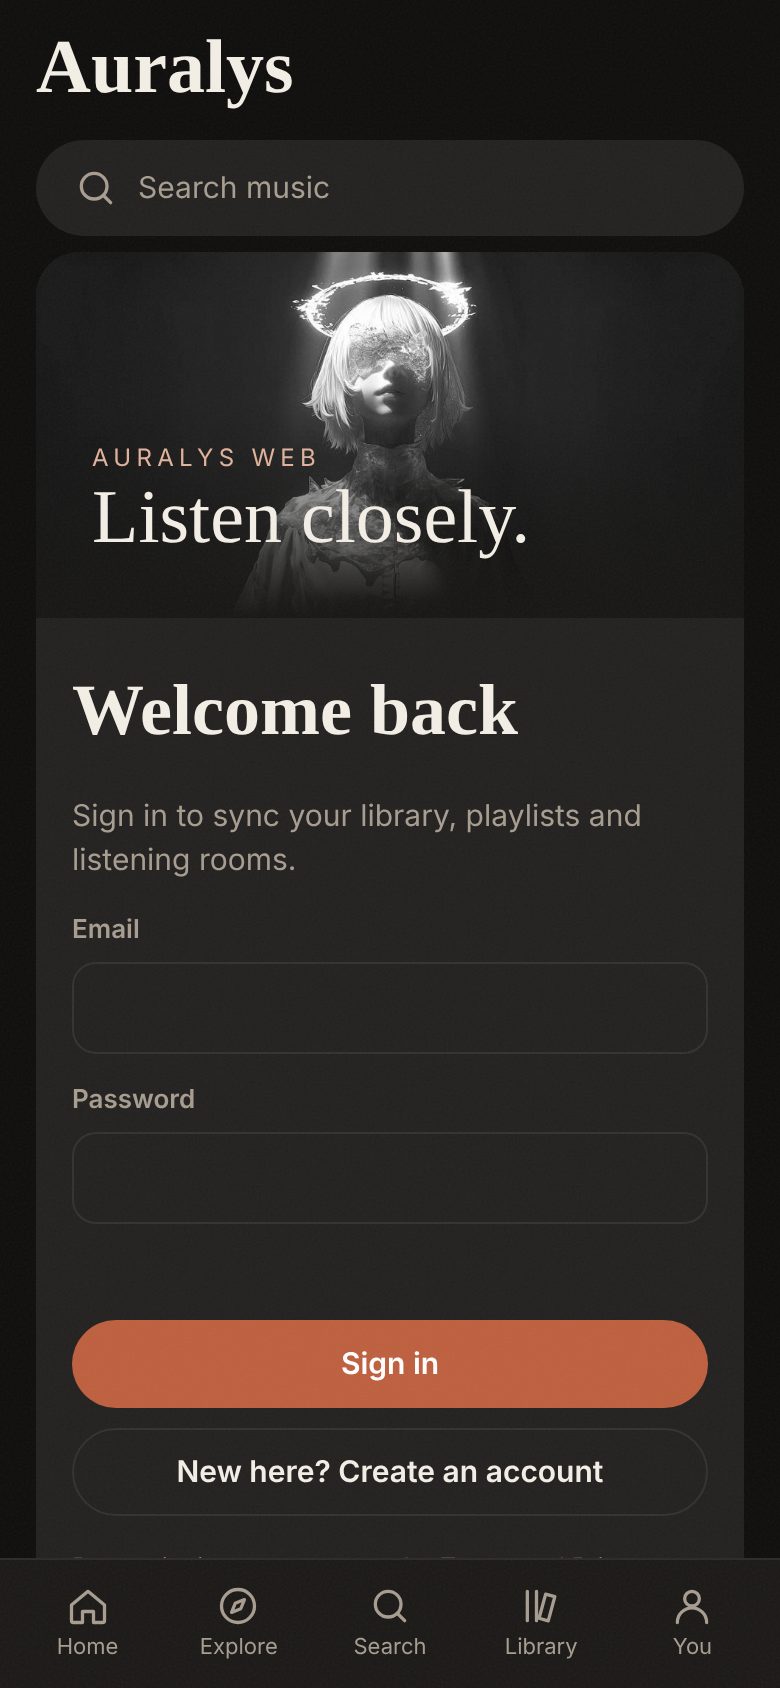 Auralys
Search music
AURALYS WEB
Listen closely.
Welcome back
Sign in to sync your library, playlists and
listening rooms.
Email
Password
Sign in
New here? Create an account
Home
Explore
Search
Library
You